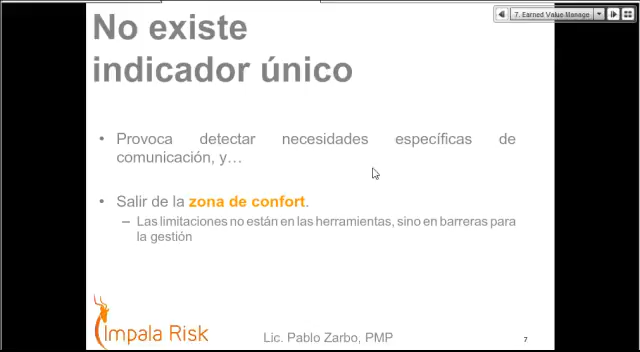 7. Earned Value Manage
No existe
indicador único
• Provoca detectar necesidades específicas de
comunicación, y…
• Salir de la zona de confort.
– Las limitaciones no están en las herramientas, sino en barreras para
la gestión
Impala Risk
Lic. Pablo Zarbo, PMP
7